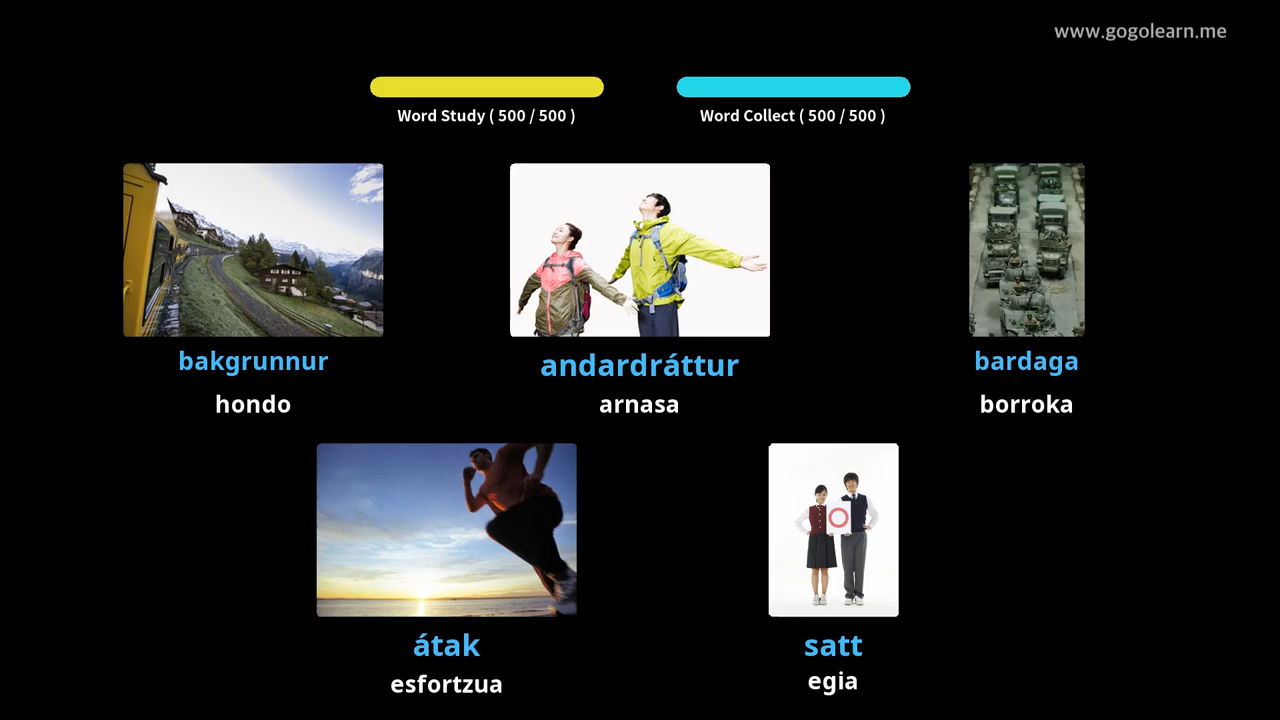 www.gogolearn.me
Word Study ( 500 / 500 )
Word Collect ( 500 / 500 )
bakgrunnur
hondo
andardráttur
arnasa
bardaga
borroka
átak
esfortzua
satt
egia